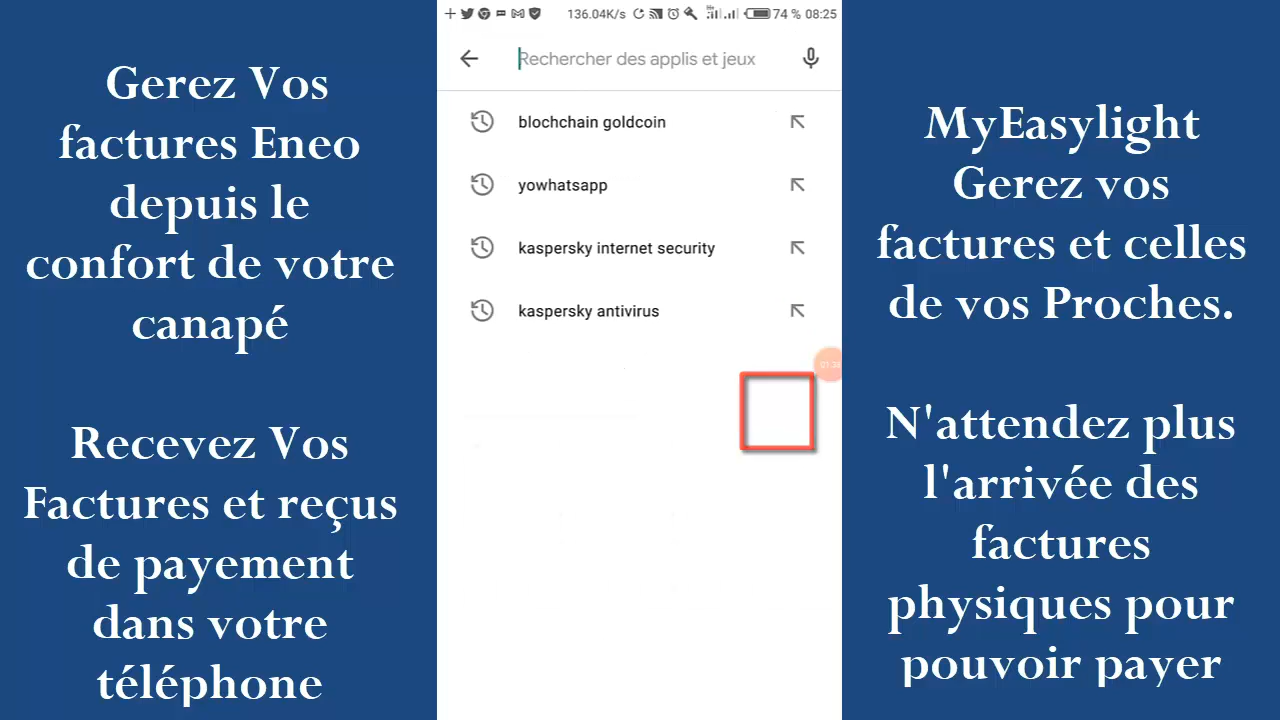 Gerez Vos
factures Eneo
depuis le
confort de votre
canapé
Recevez Vos
Factures et reçus
de payement
dans votre
téléphone
136.04K/s
74 % 08:25
Rechercher des applis et jeux
blochchain goldcoin
yowhatsapp
kaspersky internet security
kaspersky antivirus
MyEasylight
Gerez vos
factures et celles
de vos Proches.
N'attendez plus
l'arrivée des
factures
physiques pour
pouvoir payer